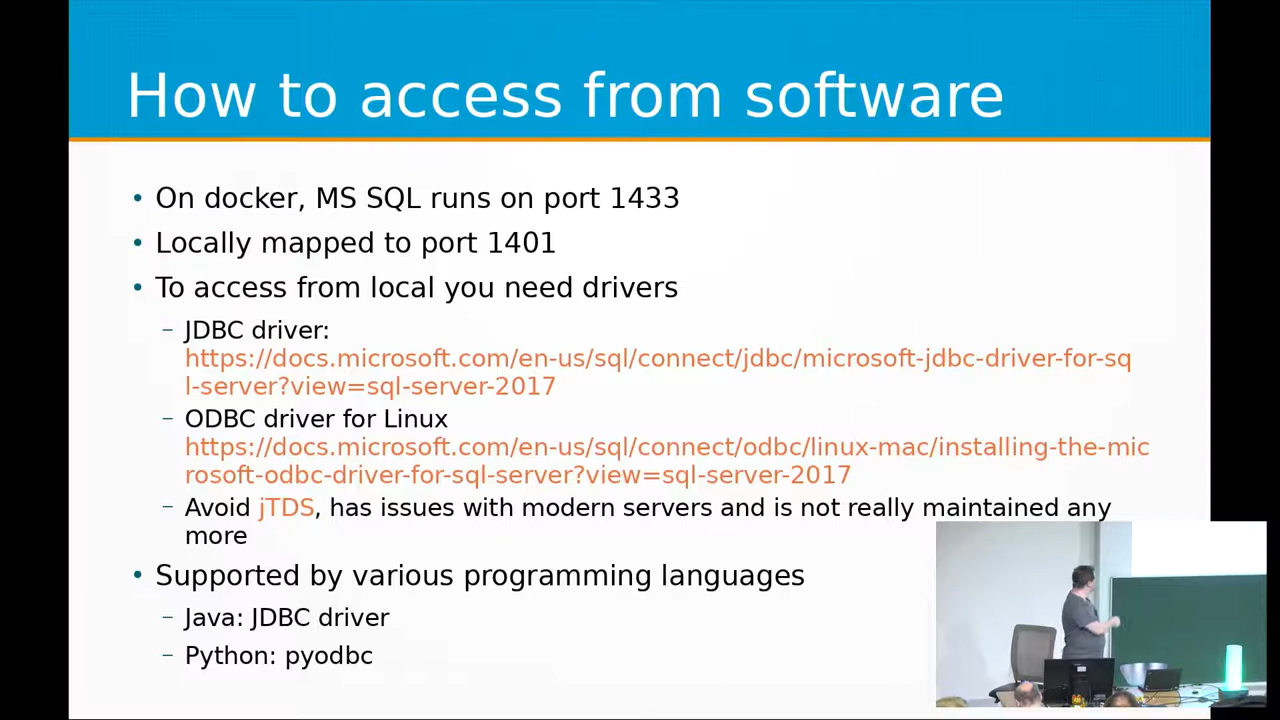 How to access from software
• On docker, MS SQL runs on port 1433
• Locally mapped to port 1401
• To access from local you need drivers
– JDBC driver:
https://docs.microsoft.com/en-us/sql/connect/jdbc/microsoft-jdbc-driver-for-sq
l-server?view=sql-server-2017
– ODBC driver for Linux
https://docs.microsoft.com/en-us/sql/connect/odbc/linux-mac/installing-the-mic
rosoft-odbc-driver-for-sql-server?view=sql-server-2017
– Avoid jTDS, has issues with modern servers and is not really maintained any
more
• Supported by various programming languages
– Java: JDBC driver
– Python: pyodbc